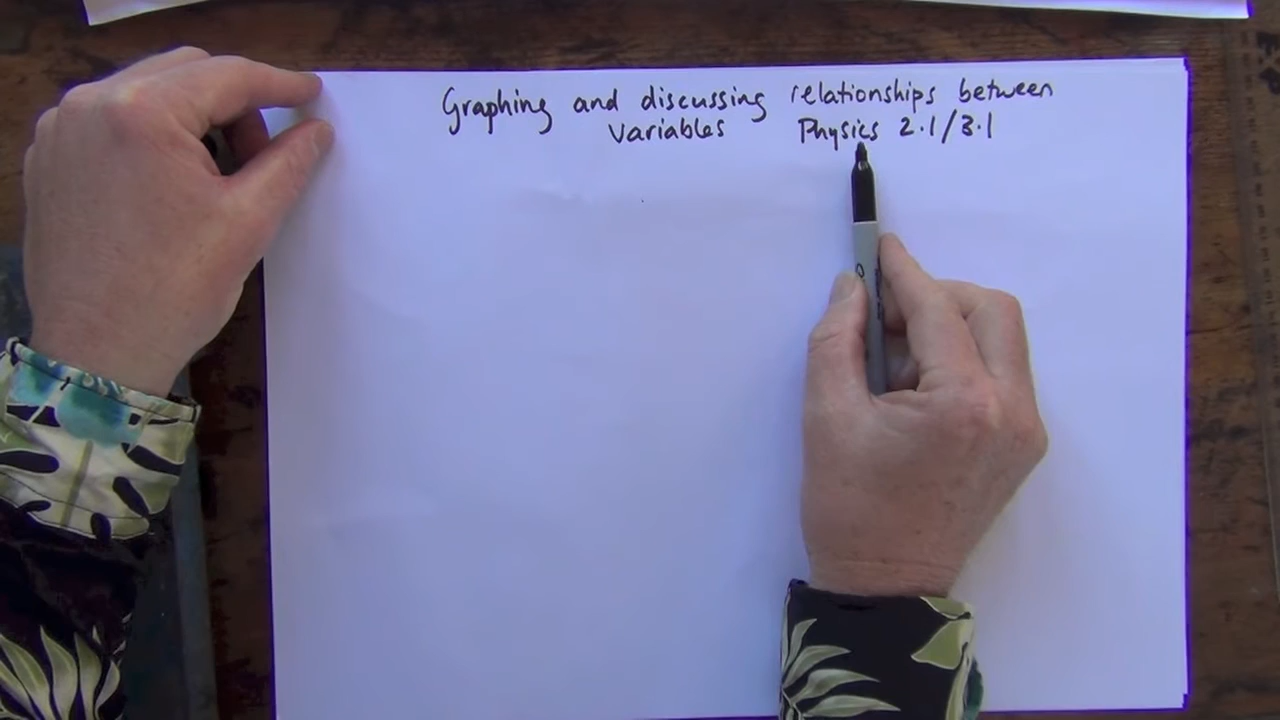 Graphing and discussing relationships between
variables Physics 2.1/3.1